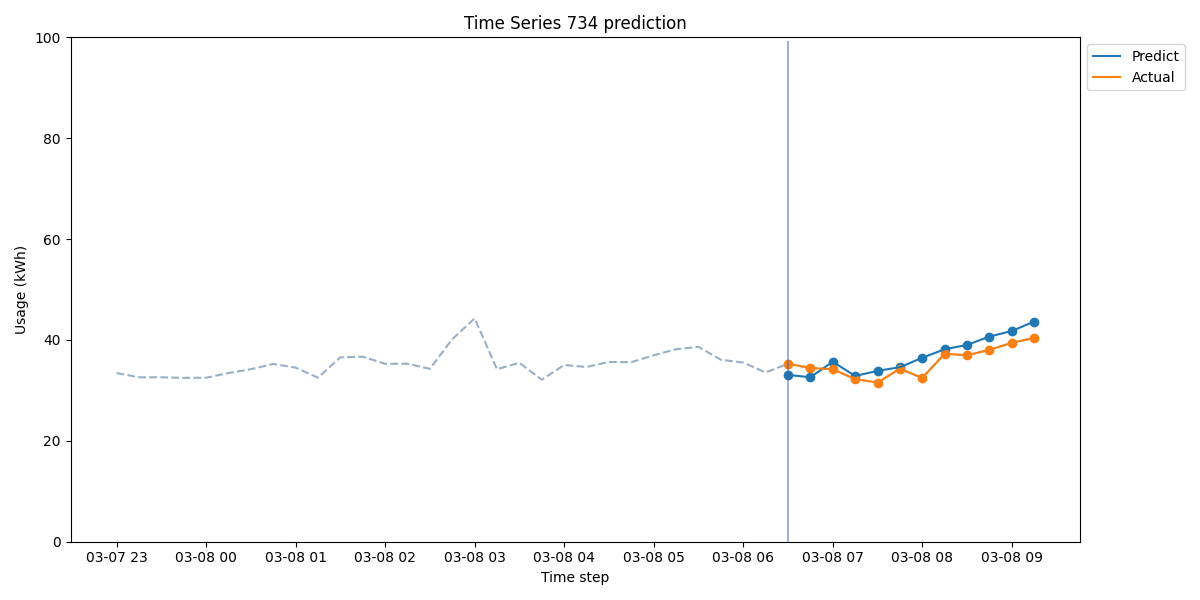 Time Series 734 prediction
Predict
Actual
Usage (kWh)
100
80
60
40
20
0
03-07 23 03-08 00 03-08 01 03-08 02 03-08 03 03-08 04 03-08 05 03-08 06 03-08 07 03-08 08 03-08 09
Time step